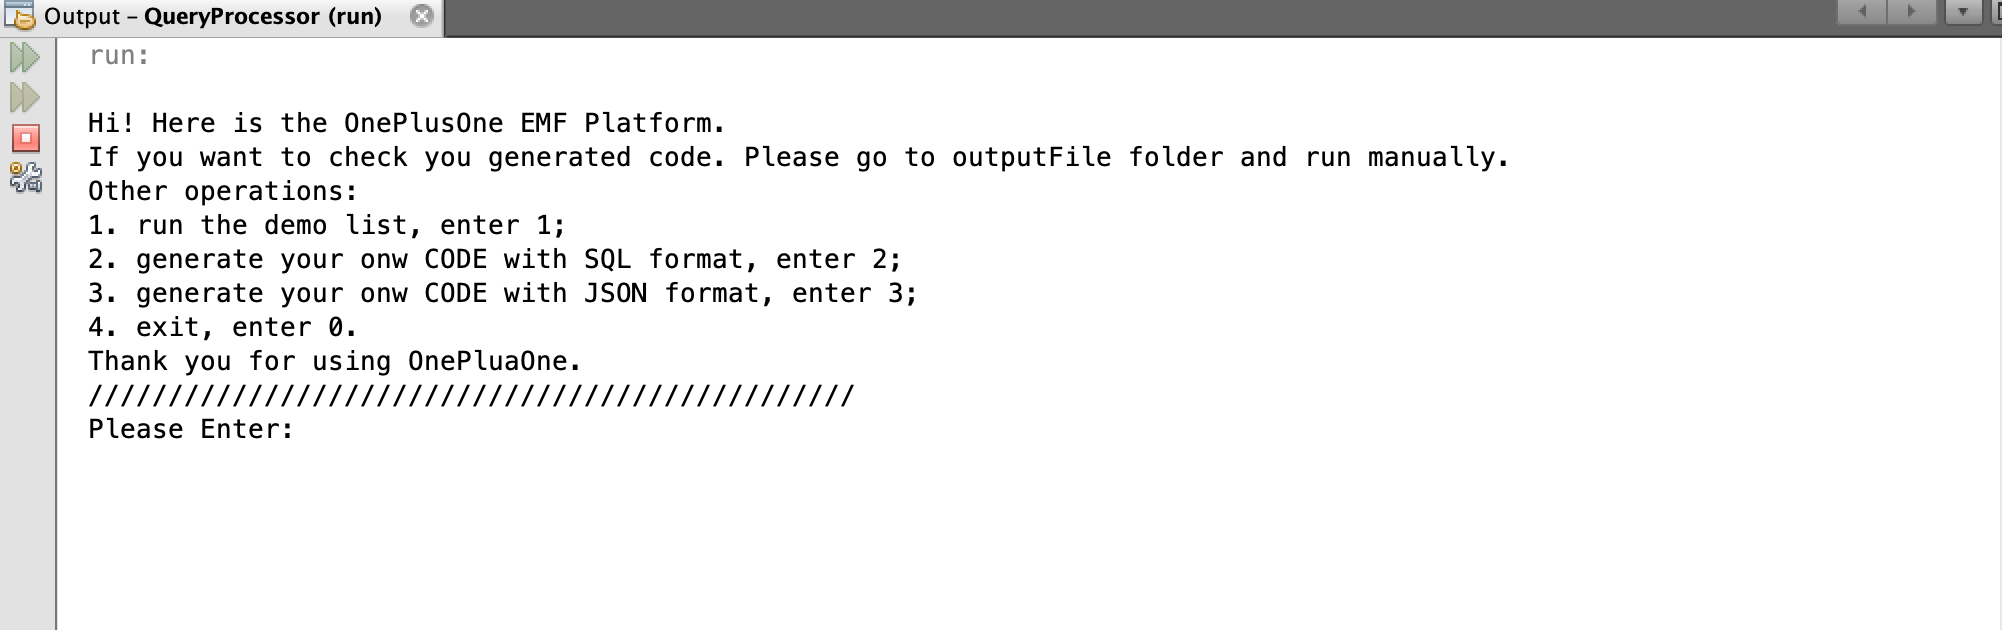 Output – QueryProcessor (run)
run:
Hi! Here is the OnePlusOne EMF Platform.
If you want to check you generated code. Please go to outputFile folder and run manually.
Other operations:
1. run the demo list, enter 1;
2. generate your onw CODE with SQL format, enter 2;
3. generate your onw CODE with JSON format, enter 3;
4. exit, enter 0.
Thank you for using OnePluaOne.
////////////////////////////////////////////////
Please Enter: